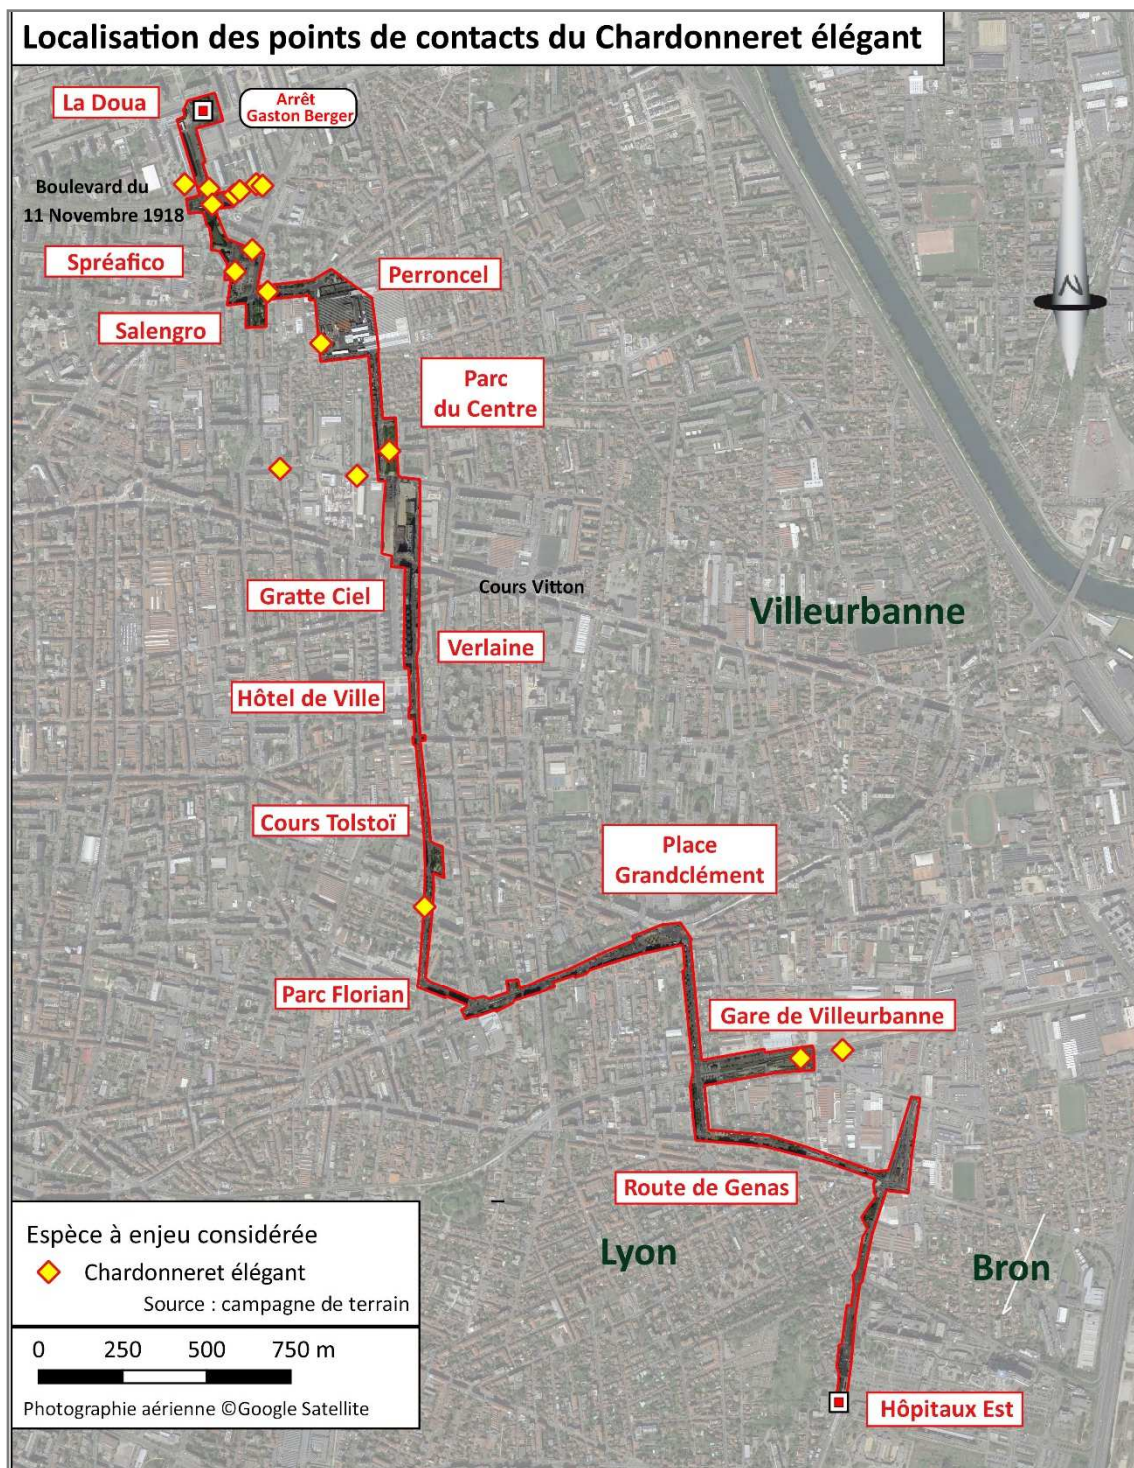 Localisation des points de contacts du Chardonneret élégant
La Doua
Arrêt
Gaston Berger
Boulevard du
11 Novembre 1918
Spréafico
Perroncel
Salengro
Parc
du Centre
Gratte Ciel
Cours Vitton
Villeurbanne
Verlaine
Hôtel de Ville
Cours Tolstoï
Place
Grandclément
Parc Florian
Gare de Villeurbanne
Route de Genas
Lyon
Bron
Hôpitaux Est
N
Espèce à enjeu considérée
Chardonneret élégant
Source : campagne de terrain
0 250 500 750 m
Photographie aérienne ©Google Satellite